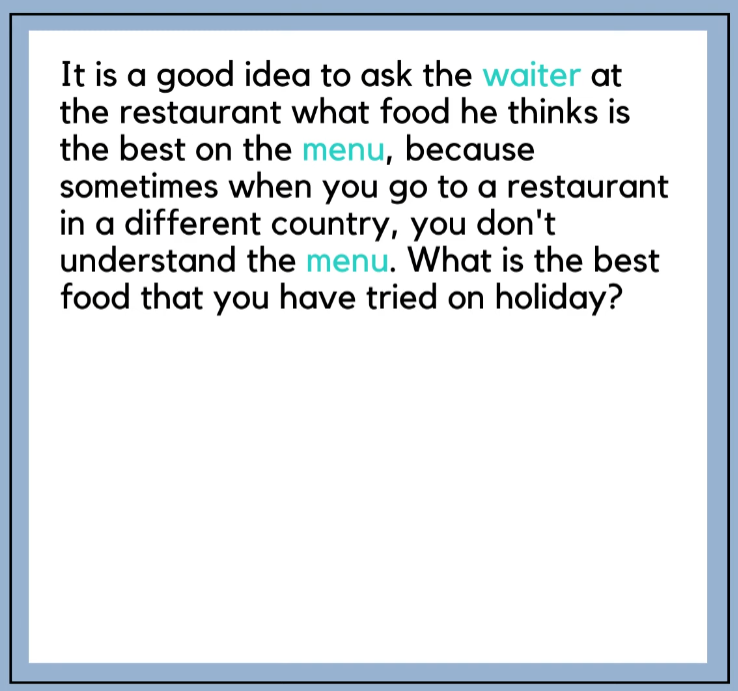 It is a good idea to ask the waiter at
the restaurant what food he thinks is
the best on the menu, because
sometimes when you go to a restaurant
in a different country, you don't
understand the menu. What is the best
food that you have tried on holiday?